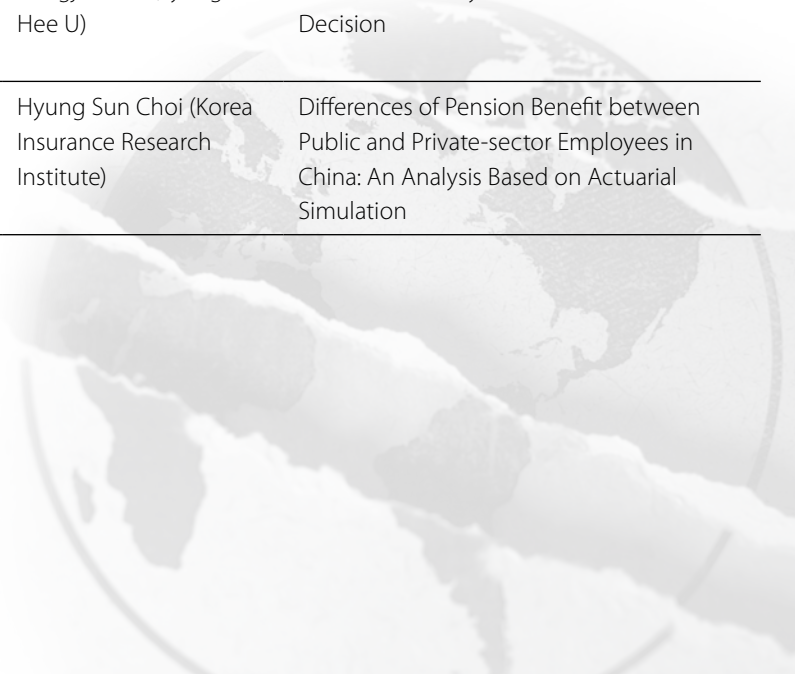 Hee U)
Decision
Hyung Sun Choi (Korea
Insurance Research
Institute)
Differences of Pension Benefit between
Public and Private-sector Employees in
China: An Analysis Based on Actuarial
Simulation